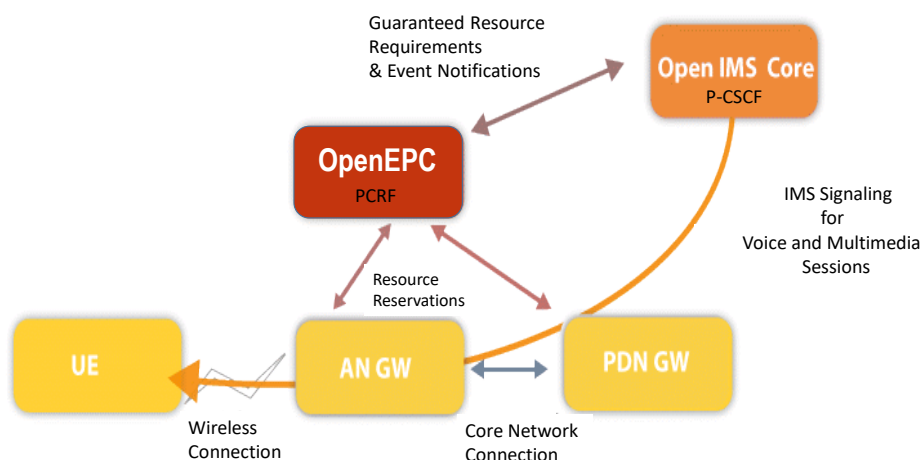 Guaranteed Resource
Requirements
& Event Notifications
Open IMS Core
P-CSCF
OpenEPC
PCRF
IMS Signaling
for
Voice and Multimedia
Sessions
Resource
Reservations
UE
AN GW
PDN GW
Wireless
Connection
Core Network
Connection